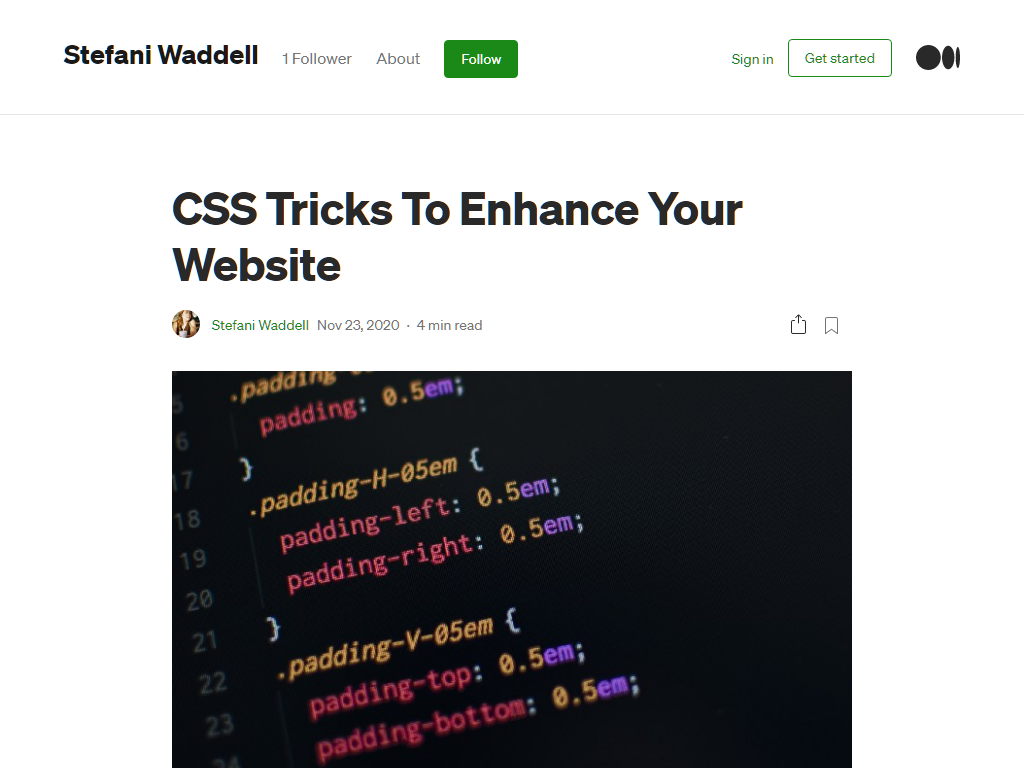 Stefani Waddell 1 Follower About Follow Sign in Get started
CSS Tricks To Enhance Your
Website
Stefani Waddell Nov 23, 2020 · 4 min read
.padding
5 padding: 0.5em;
6 }
17 .padding-H-05em {
18 padding-left: 0.5em;
19 padding-right: 0.5em;
20 }
21 .padding-V-05em {
22 padding-top: 0.5em;
23 padding-bottom: 0.5em;
24